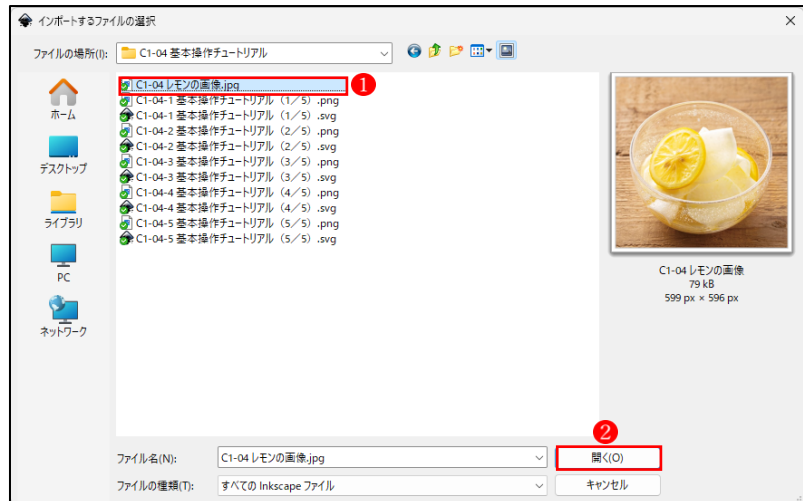 インポートするファイルの選択
ファイルの場所(I):
C1-04 基本操作チュートリアル
ホーム
デスクトップ
ライブラリ
PC
ネットワーク
C1-04 レモンの画像.jpg
1
C1-04-1 基本操作チュートリアル（1／5）.png
C1-04-1 基本操作チュートリアル（1／5）.svg
C1-04-2 基本操作チュートリアル（2／5）.png
C1-04-2 基本操作チュートリアル（2／5）.svg
C1-04-3 基本操作チュートリアル（3／5）.png
C1-04-3 基本操作チュートリアル（3／5）.svg
C1-04-4 基本操作チュートリアル（4／5）.png
C1-04-4 基本操作チュートリアル（4／5）.svg
C1-04-5 基本操作チュートリアル（5／5）.png
C1-04-5 基本操作チュートリアル（5／5）.svg
C1-04 レモンの画像
79 kB
599 px × 596 px
2
ファイル名(N):
C1-04 レモンの画像.jpg
開く(O)
ファイルの種類(T):
すべての Inkscape ファイル
キャンセル